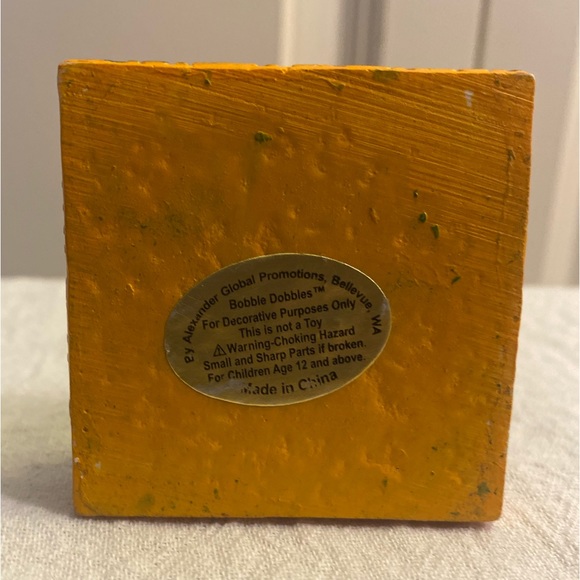 By Alexander Global Promotions, Bellevue, WA
Bobble Dobbles™
For Decorative Purposes Only
This is not a Toy
⚠Warning-Choking Hazard
Small and Sharp Parts if broken.
For Children Age 12 and above.
Made in China